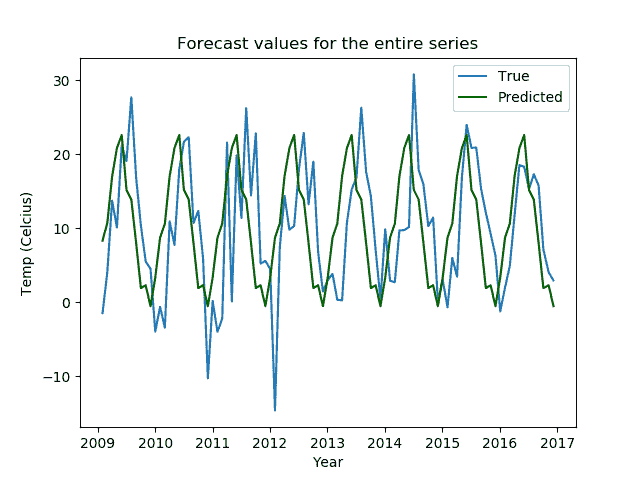 Forecast values for the entire series
True
Predicted
Temp (Celcius)
30
20
10
0
−10
2009 2010 2011 2012 2013 2014 2015 2016 2017
Year